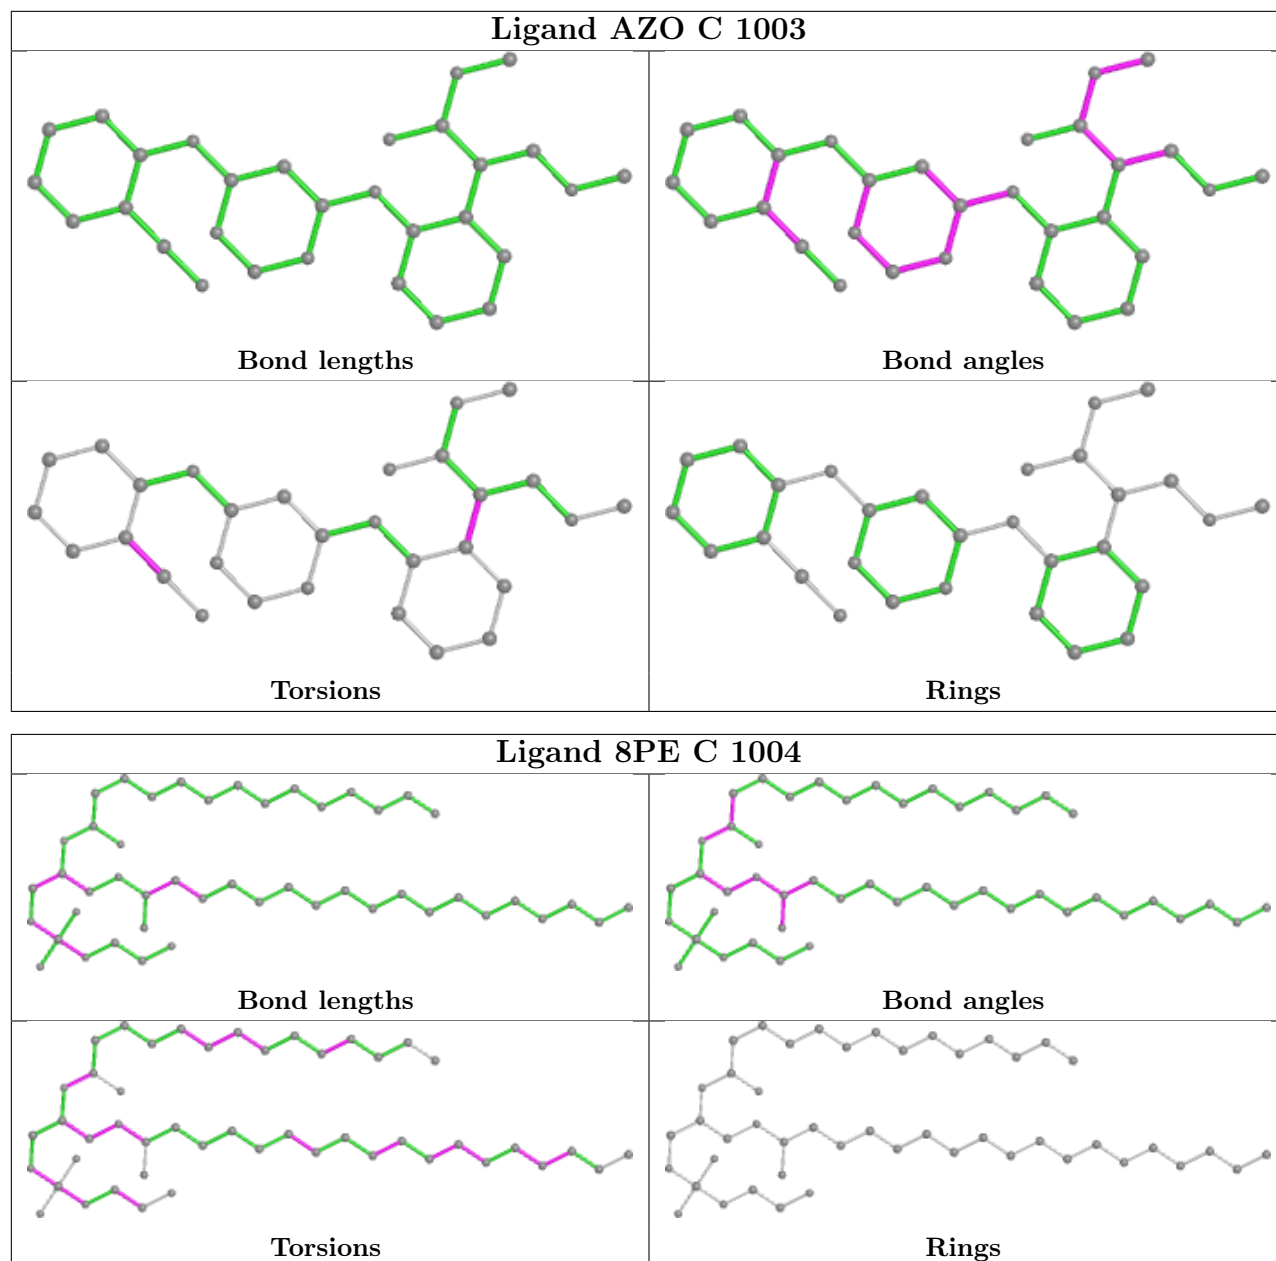 Ligand AZO C 1003
Bond lengths
Bond angles
Torsions
Rings
Ligand 8PE C 1004
Bond lengths
Bond angles
Torsions
Rings